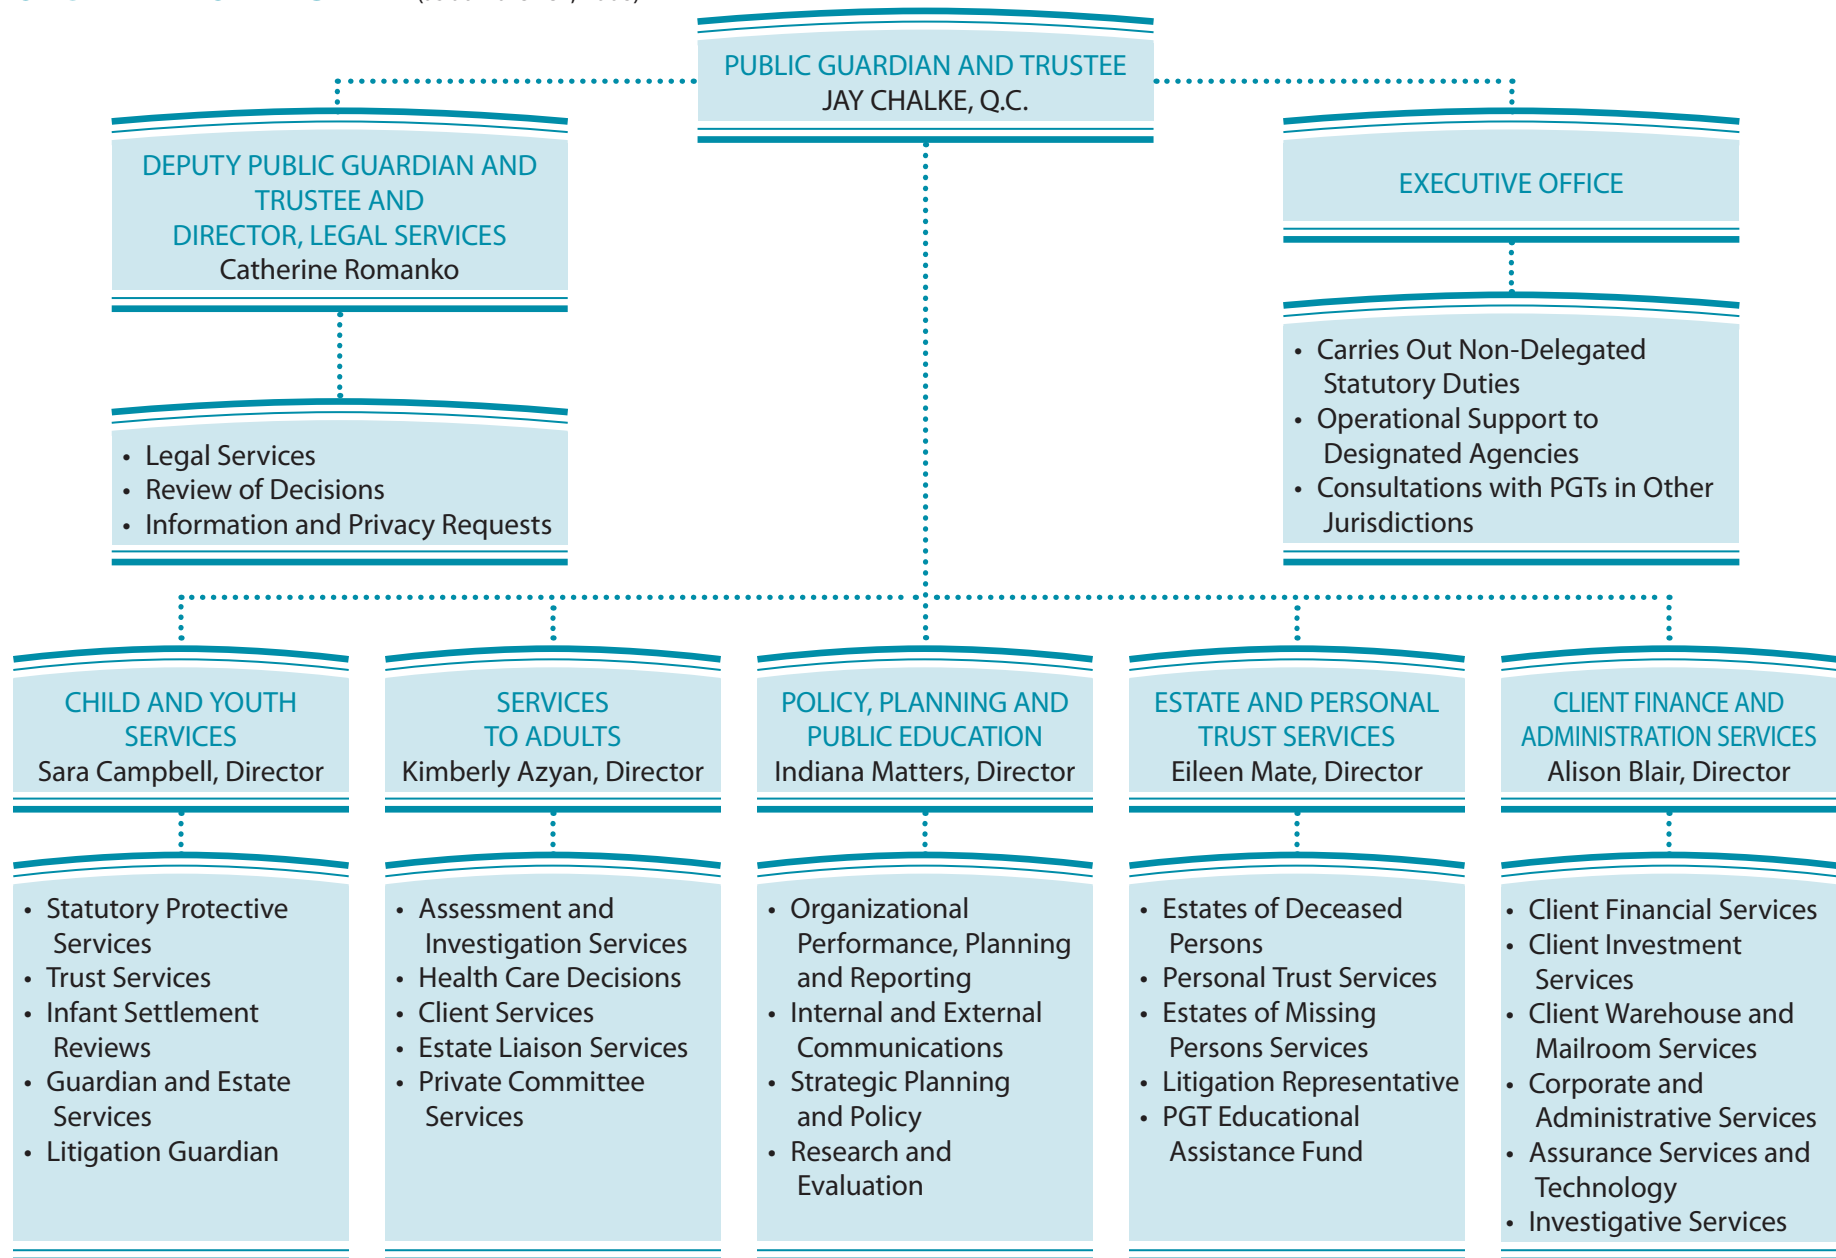 PUBLIC GUARDIAN AND TRUSTEE
JAY CHALKE, Q.C.
DEPUTY PUBLIC GUARDIAN AND
TRUSTEE AND
DIRECTOR, LEGAL SERVICES
Catherine Romanko
EXECUTIVE OFFICE
• Legal Services
• Review of Decisions
• Information and Privacy Requests
• Carries Out Non-Delegated
Statutory Duties
• Operational Support to
Designated Agencies
• Consultations with PGTs in Other
Jurisdictions
CHILD AND YOUTH
SERVICES
Sara Campbell, Director
SERVICES
TO ADULTS
Kimberly Azyan, Director
POLICY, PLANNING AND
PUBLIC EDUCATION
Indiana Matters, Director
ESTATE AND PERSONAL
TRUST SERVICES
Eileen Mate, Director
CLIENT FINANCE AND
ADMINISTRATION SERVICES
Alison Blair, Director
• Statutory Protective
Services
• Trust Services
• Infant Settlement
Reviews
• Guardian and Estate
Services
• Litigation Guardian
• Assessment and
Investigation Services
• Health Care Decisions
• Client Services
• Estate Liaison Services
• Private Committee
Services
• Organizational
Performance, Planning
and Reporting
• Internal and External
Communications
• Strategic Planning
and Policy
• Research and
Evaluation
• Estates of Deceased
Persons
• Personal Trust Services
• Estates of Missing
Persons Services
• Litigation Representative
• PGT Educational
Assistance Fund
• Client Financial Services
• Client Investment
Services
• Client Warehouse and
Mailroom Services
• Corporate and
Administrative Services
• Assurance Services and
Technology
• Investigative Services